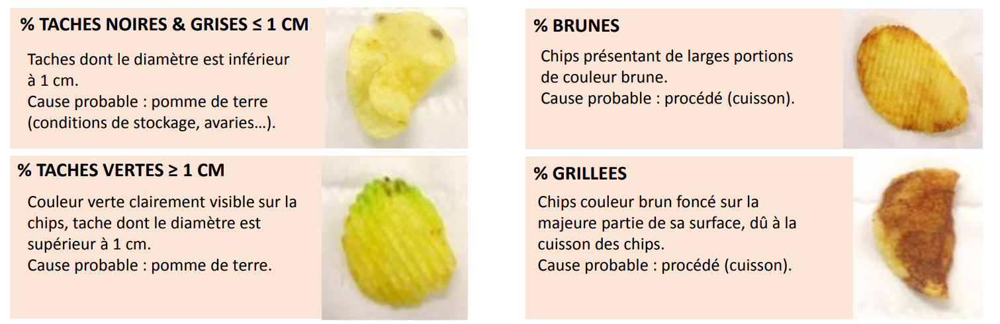 % TACHES NOIRES & GRISES ≤ 1 CM
Taches dont le diamètre est inférieur
à 1 cm.
Cause probable : pomme de terre
(conditions de stockage, avaries…).
% TACHES VERTES ≥ 1 CM
Couleur verte clairement visible sur la
chips, tache dont le diamètre est
supérieur à 1 cm.
Cause probable : pomme de terre.
% BRUNES
Chips présentant de larges portions
de couleur brune.
Cause probable : procédé (cuisson).
% GRILLEES
Chips couleur brun foncé sur la
majeure partie de sa surface, dû à la
cuisson des chips.
Cause probable : procédé (cuisson).